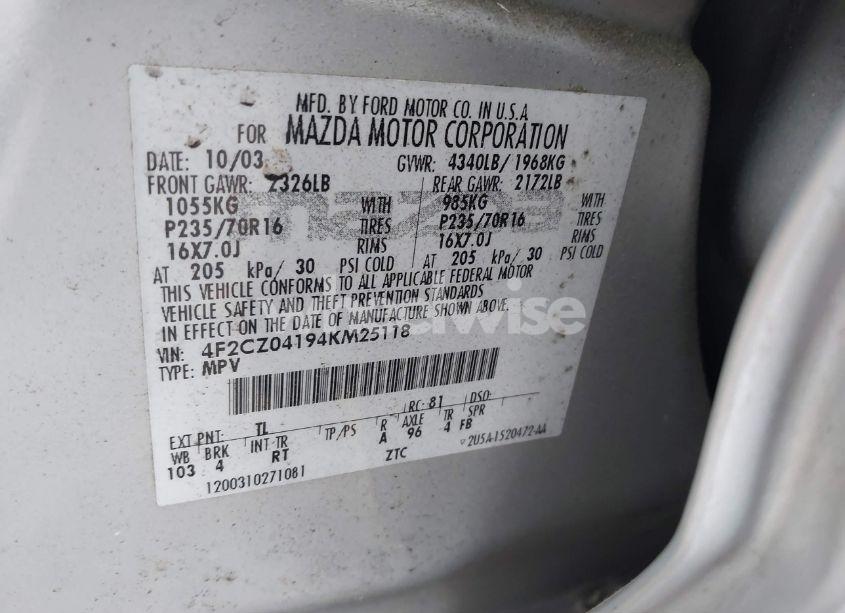 MFD. BY FORD MOTOR CO. IN U.S.A
FOR MAZDA MOTOR CORPORATION
DATE: 10/03 GVWR: 4340LB/ 1968KG
FRONT GAWR: 2326LB REAR GAWR: 2172LB
1055KG WITH 985KG WITH
P235/70R16 TIRES P235/70R16 TIRES
16X7.0J RIMS 16X7.0J RIMS
AT 205 kPa/ 30 PSI COLD AT 205 kPa/ 30 PSI COLD
THIS VEHICLE CONFORMS TO ALL APPLICABLE FEDERAL MOTOR
VEHICLE SAFETY AND THEFT PREVENTION STANDARDS
IN EFFECT ON THE DATE OF MANUFACTURE SHOWN ABOVE.
VIN: 4F2CZ04194KM25118
TYPE: MPV
RC: 81 DSO:
EXT PNT: TL
WB BRK INT TR TP/PS R AXLE TR SPR
103 4 RT A 96 4 FB
ZTC
1200310271081
2U5A-1520472-AA